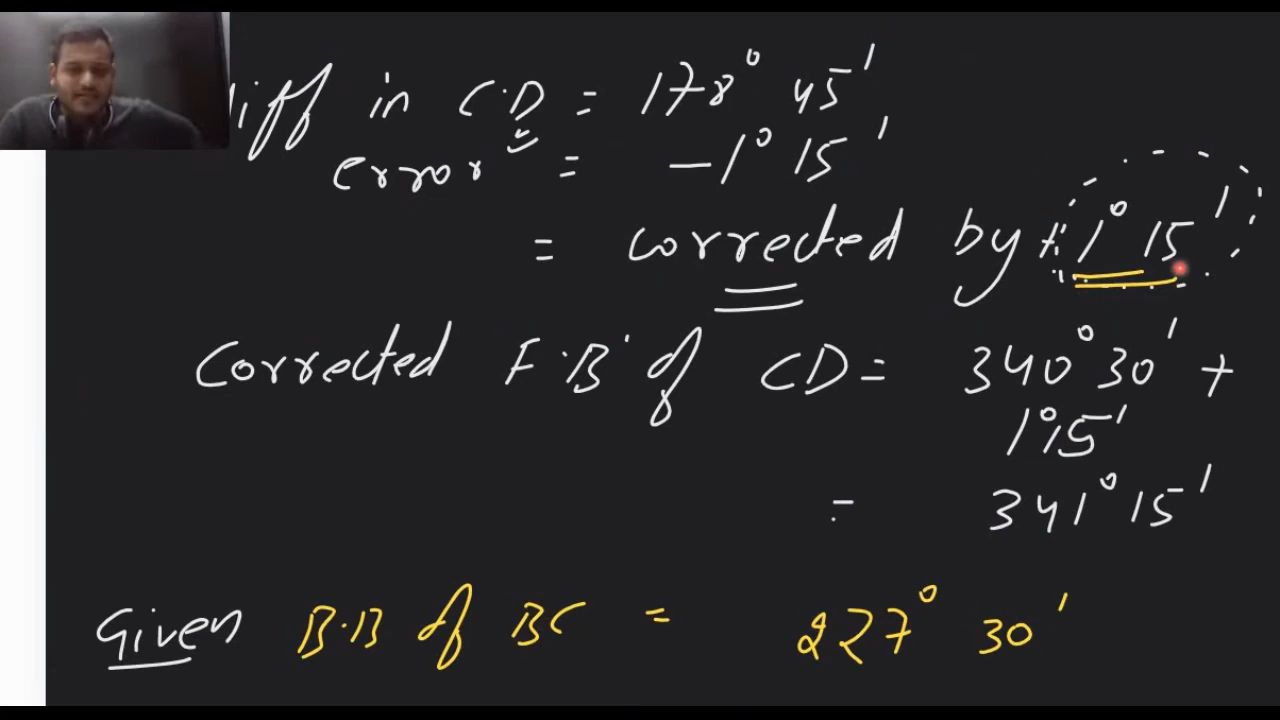 diff in C.D = 178° 45'
error = -1° 15'
= corrected by +1° 15'
Corrected F.B. of CD = 340° 30' +
1° 15'
= 341° 15'
Given B.B of BC = 227° 30'